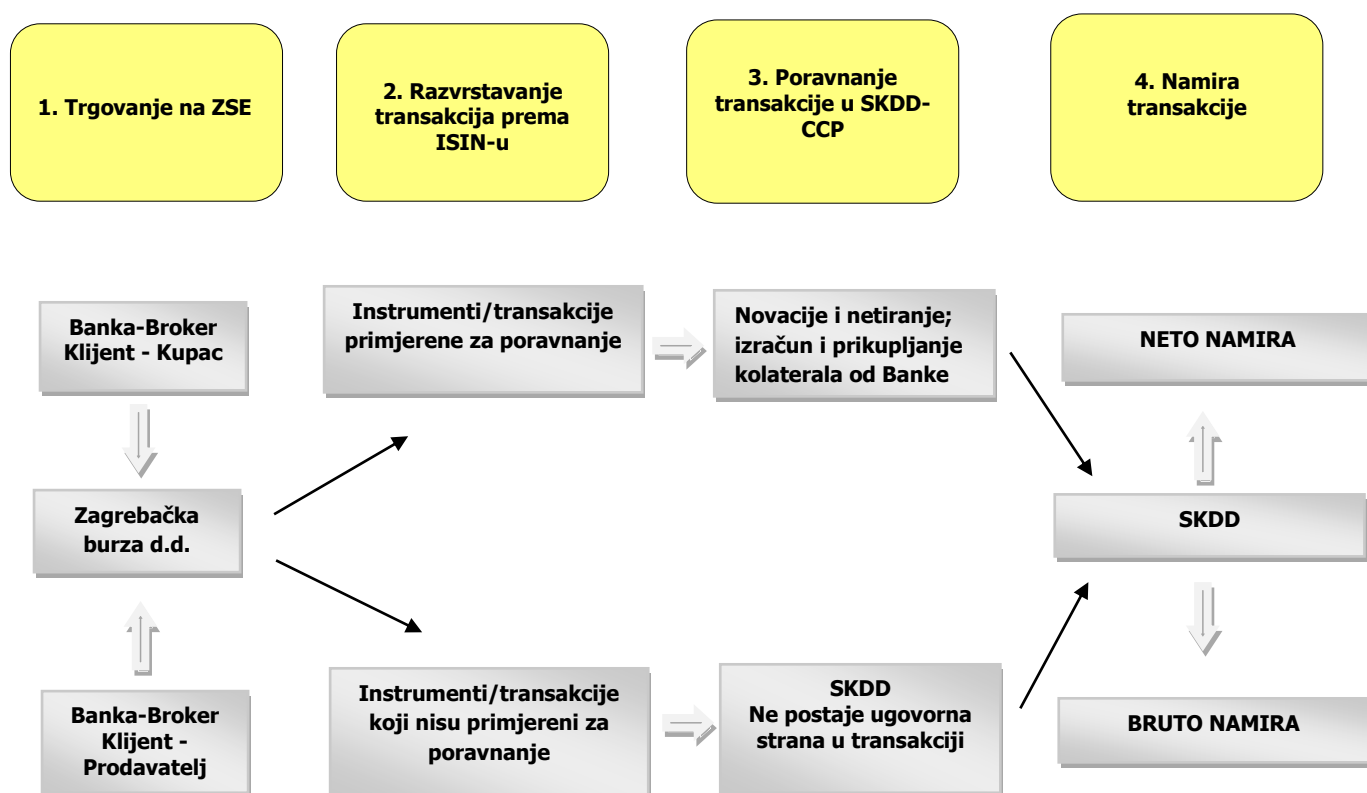 1. Trgovanje na ZSE
2. Razvrstavanje
transakcija prema
ISIN-u
3. Poravnanje
transakcije u SKDD-
CCP
4. Namira
transakcije
Banka-Broker
Klijent - Kupac
Instrumenti/transakcije
primjerene za poravnanje
Novacije i netiranje;
izračun i prikupljanje
kolaterala od Banke
NETO NAMIRA
Zagrebačka
burza d.d.
SKDD
Banka-Broker
Klijent -
Prodavatelj
Instrumenti/transakcije
koji nisu primjereni za
poravnanje
SKDD
Ne postaje ugovorna
strana u transakciji
BRUTO NAMIRA